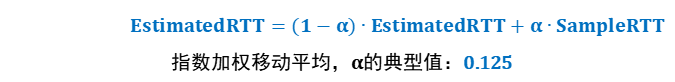 EstimatedRTT = (1 − α) · EstimatedRTT + α · SampleRTT
指数加权移动平均，α的典型值：0.125